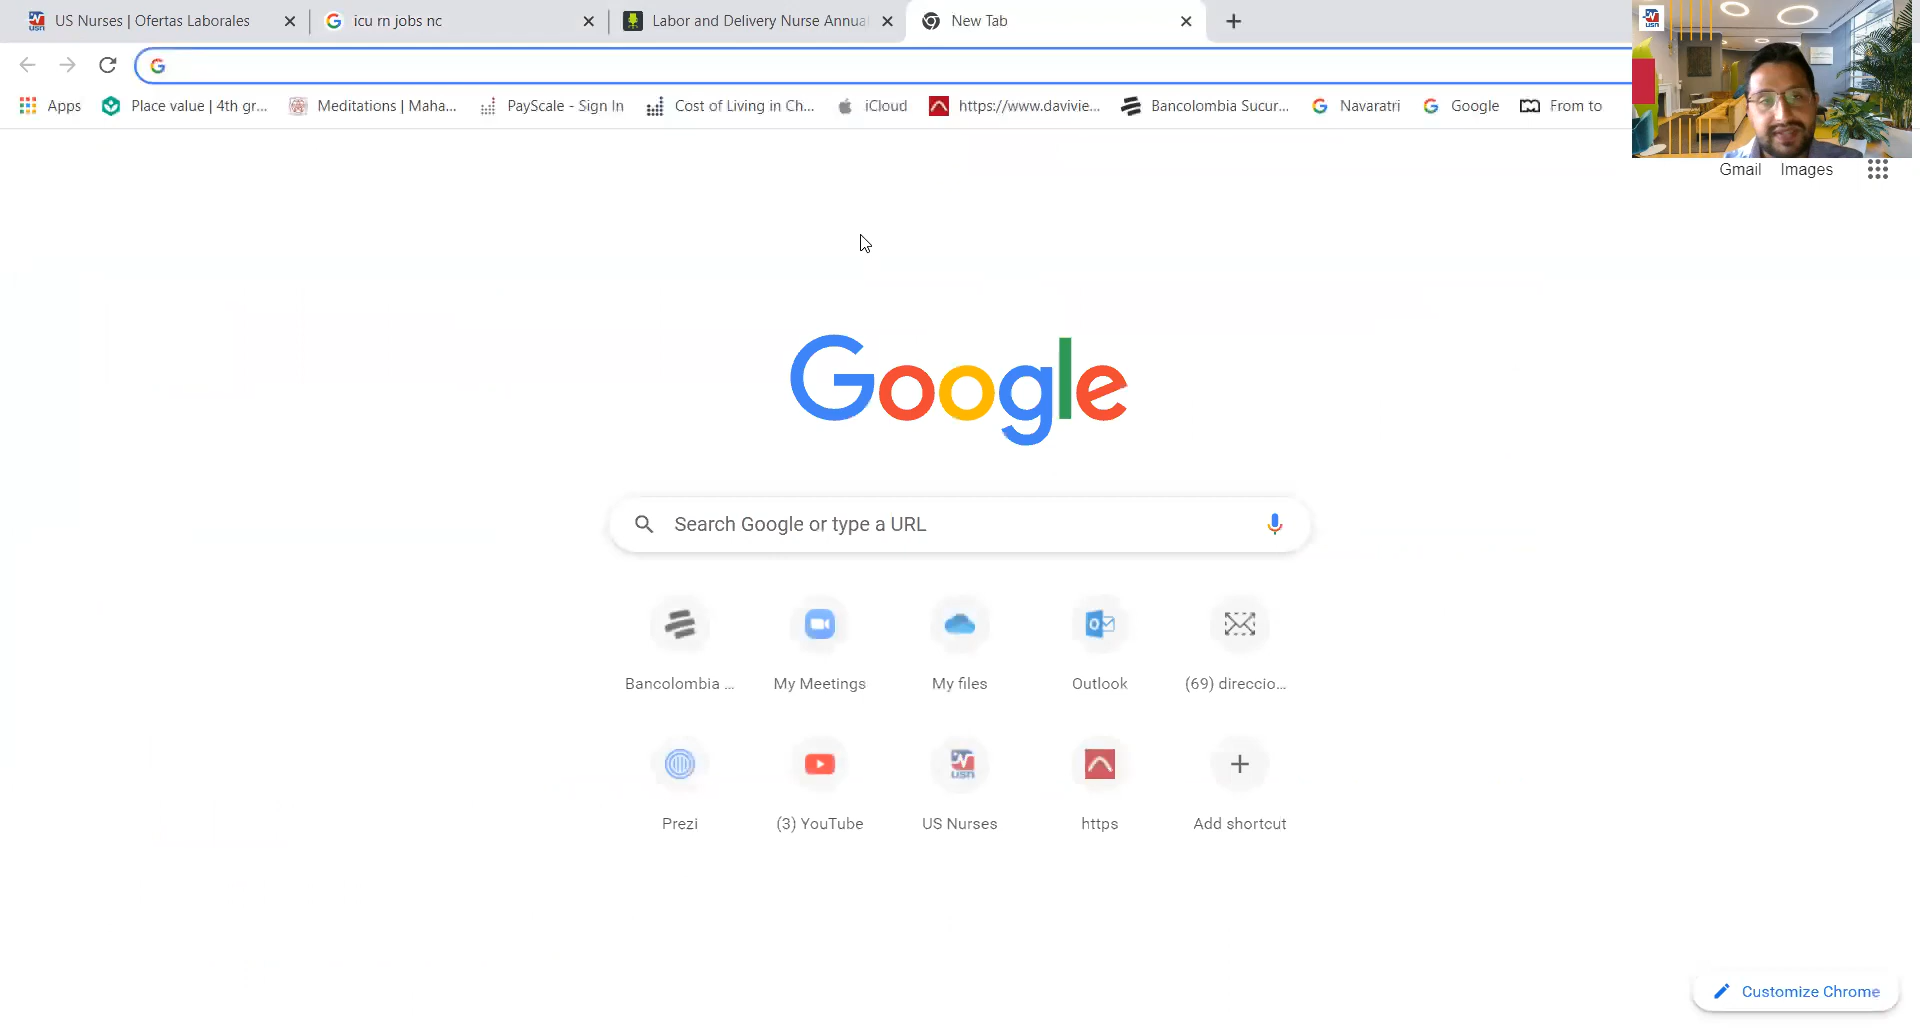 US Nurses | Ofertas Laborales
icu rn jobs nc
Labor and Delivery Nurse Annua
New Tab
Apps
Place value | 4th gr...
Meditations | Maha...
PayScale - Sign In
Cost of Living in Ch...
iCloud
https://www.davivie...
Bancolombia Sucur...
Navaratri
Google
From to
Gmail
Images
Google
Search Google or type a URL
Bancolombia ...
My Meetings
My files
Outlook
(69) direccio...
Prezi
(3) YouTube
US Nurses
https
Add shortcut
Customize Chrome